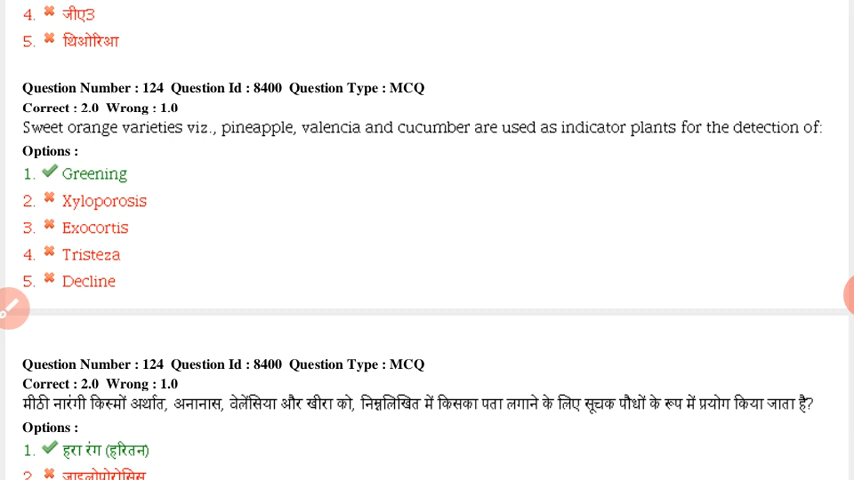 4. जीए3
5. थिओरिआ
Question Number : 124 Question Id : 8400 Question Type : MCQ
Correct : 2.0 Wrong : 1.0
Sweet orange varieties viz., pineapple, valencia and cucumber are used as indicator plants for the detection of:
Options :
1. Greening
2. Xyloporosis
3. Exocortis
4. Tristeza
5. Decline
Question Number : 124 Question Id : 8400 Question Type : MCQ
Correct : 2.0 Wrong : 1.0
मीठी नारंगी किस्मों अर्थात, अनानास, वेलेंसिया और खीरा को, निम्नलिखित में किसका पता लगाने के लिए सूचक पौधों के रूप में प्रयोग किया जाता है?
Options :
1. हरा रंग (हरितन)
2. जाइलोपोरोसिस